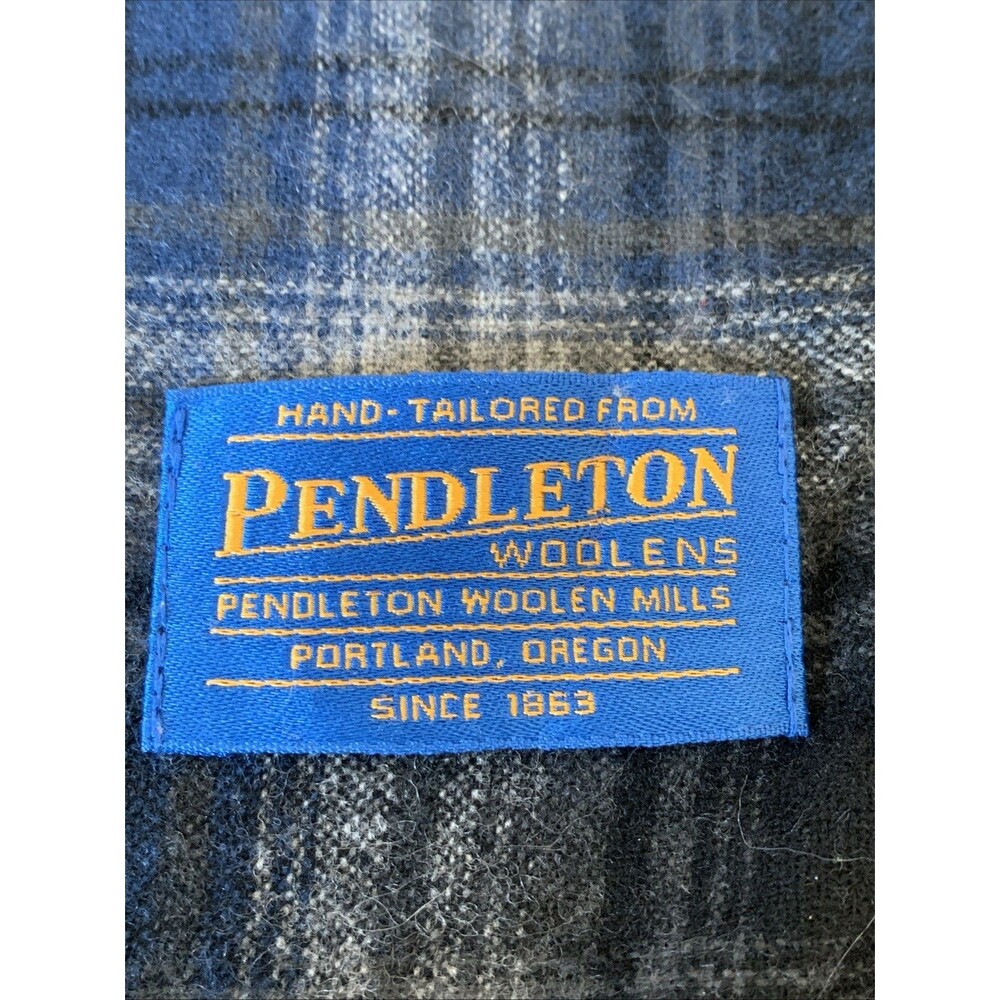 HAND-TAILORED FROM
PENDLETON
WOOLENS
PENDLETON WOOLEN MILLS
PORTLAND, OREGON
SINCE 1863